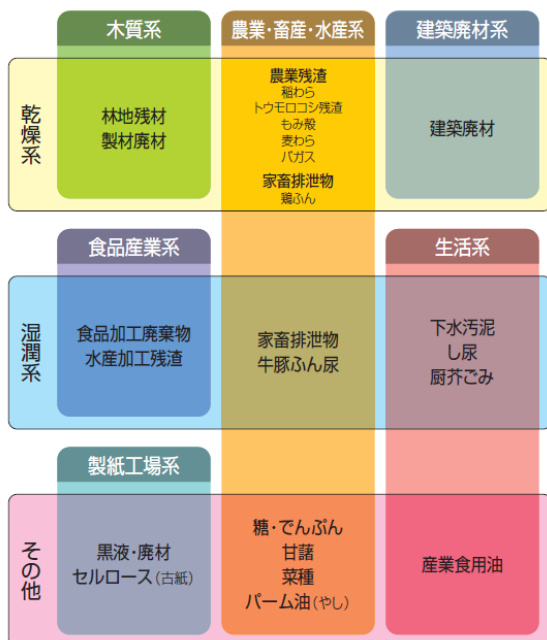 木質系
農業・畜産・水産系
建築廃材系
乾燥系
林地残材
製材廃材
農業残渣
稲わら
トウモロコシ残渣
もみ殻
麦わら
バガス
家畜排泄物
鶏ふん
建築廃材
食品産業系
生活系
湿潤系
食品加工廃棄物
水産加工残渣
家畜排泄物
牛豚ふん尿
下水汚泥
し尿
厨芥ごみ
製紙工場系
その他
黒液・廃材
セルロース（古紙）
糖・でんぷん
甘藷
菜種
パーム油（やし）
産業食用油